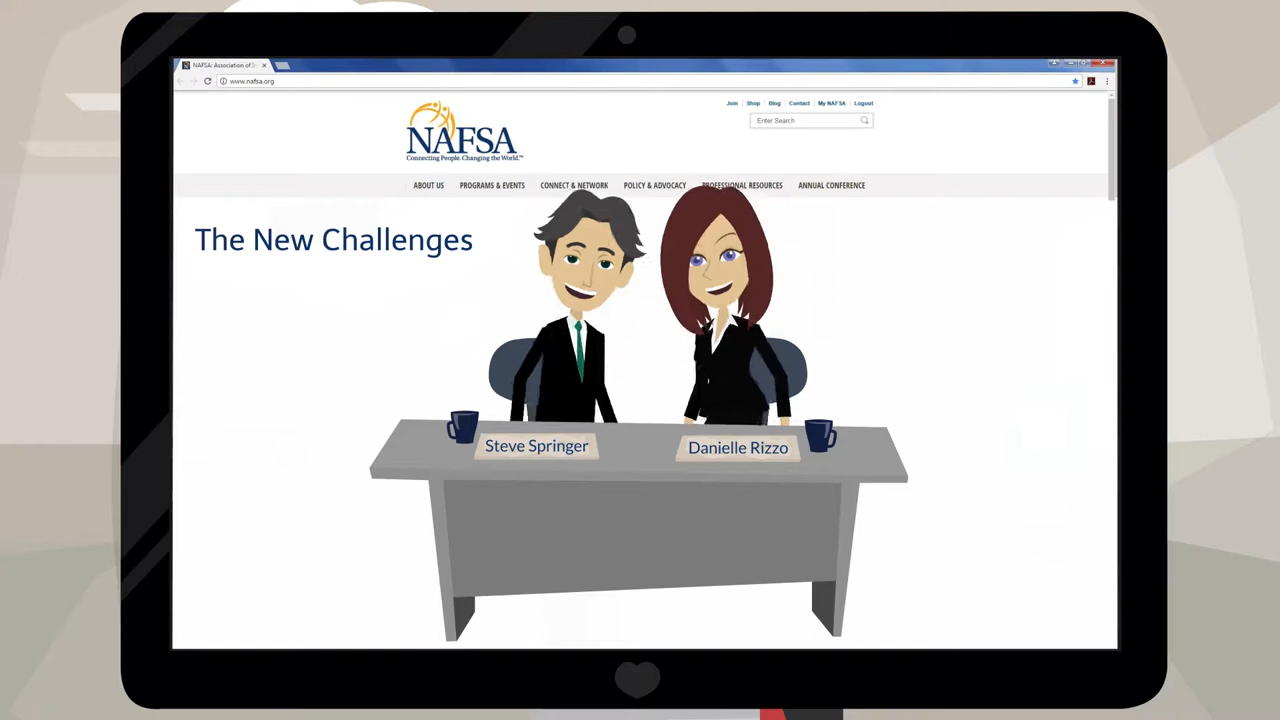 NAFSA: Association of I
www.nafsa.org
Join Shop Blog Contact My NAFSA Logout
NAFSA
Connecting People. Changing the World.™
Enter Search
ABOUT US PROGRAMS & EVENTS CONNECT & NETWORK POLICY & ADVOCACY PROFESSIONAL RESOURCES ANNUAL CONFERENCE
The New Challenges
Steve Springer
Danielle Rizzo